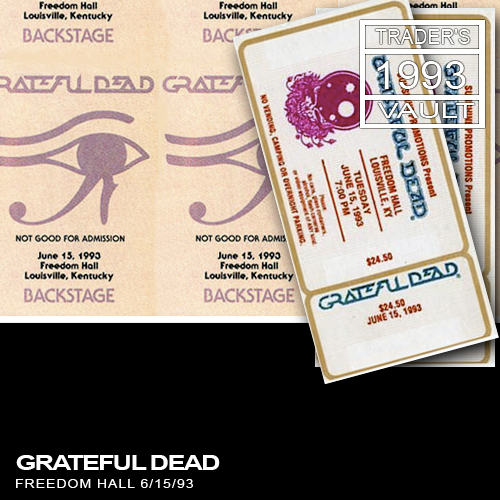 Freedom Hall
Louisville, Kentucky
BACKSTAGE
Freedom Hall
Louisville, Kentucky
BACKSTAGE
GRATEFUL DEAD
GRATEFUL DEAD
NOT GOOD FOR ADMISSION
NOT GOOD FOR ADMISSION
June 15, 1993
Freedom Hall
Louisville, Kentucky
BACKSTAGE
June 15, 1993
Freedom Hall
Louisville, Kentucky
BACKSTAGE
TRADER'S
1993
VAULT
PROMOTIONS Present
GRATEFUL DEAD
FREEDOM HALL
LOUISVILLE, KY
TUESDAY
JUNE 15, 1993
7:00 PM
NO VENDING, CAMPING OR OVERNIGHT PARKING.
$24.50
PROMOTIONS Present
GRATEFUL DEAD
$24.50
JUNE 15, 1993
GRATEFUL DEAD
FREEDOM HALL 6/15/93